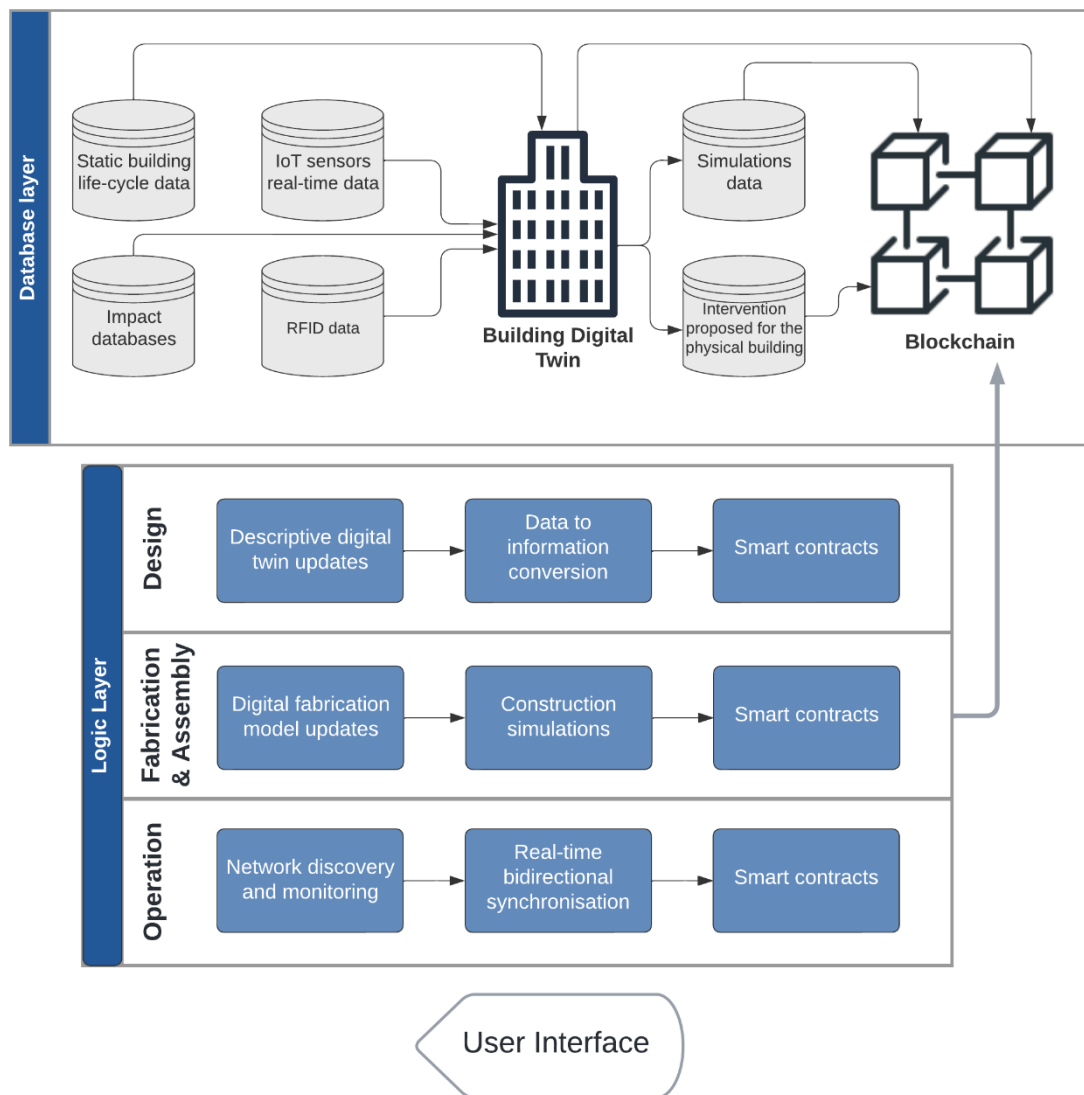 Database layer
Static building
life-cycle data
IoT sensors
real-time data
Simulations
data
Impact
databases
RFID data
Building Digital
Twin
Intervention
proposed for the
physical building
Blockchain
Logic Layer
Design
Descriptive digital
twin updates
Data to
information
conversion
Smart contracts
Fabrication
& Assembly
Digital fabrication
model updates
Construction
simulations
Smart contracts
Operation
Network discovery
and monitoring
Real-time
bidirectional
synchronisation
Smart contracts
User Interface